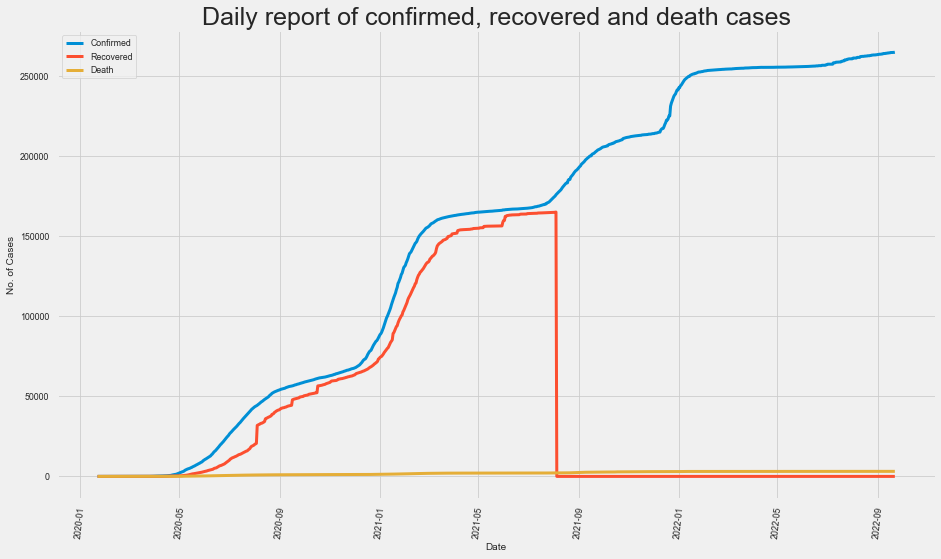 Daily report of confirmed, recovered and death cases
Confirmed
Recovered
Death
250000
200000
150000
100000
50000
0
No. of Cases
2020-01
2020-05
2020-09
2021-01
2021-05
2021-09
2022-01
2022-05
2022-09
Date